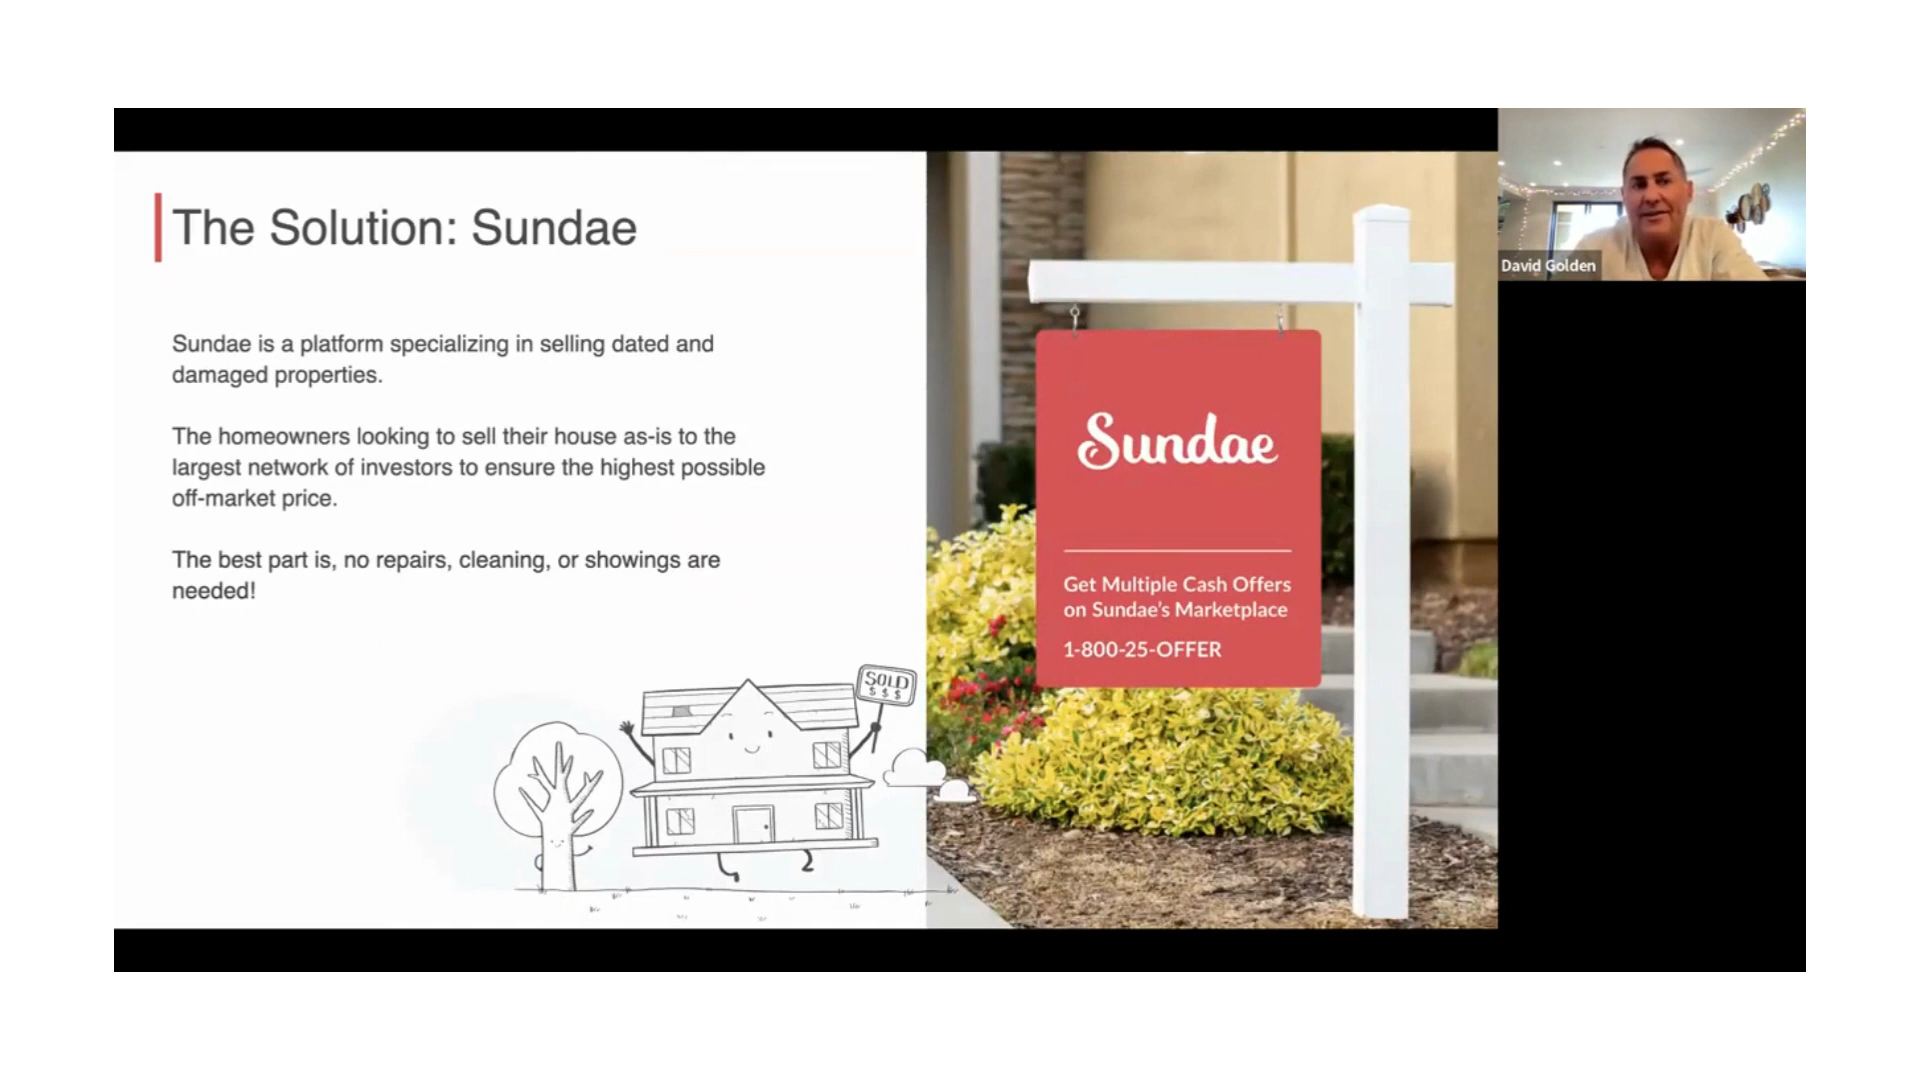 The Solution: Sundae
Sundae is a platform specializing in selling dated and
damaged properties.
The homeowners looking to sell their house as-is to the
largest network of investors to ensure the highest possible
off-market price.
The best part is, no repairs, cleaning, or showings are
needed!
SOLD
$ $ $
Sundae
Get Multiple Cash Offers
on Sundae's Marketplace
1-800-25-OFFER
David Golden